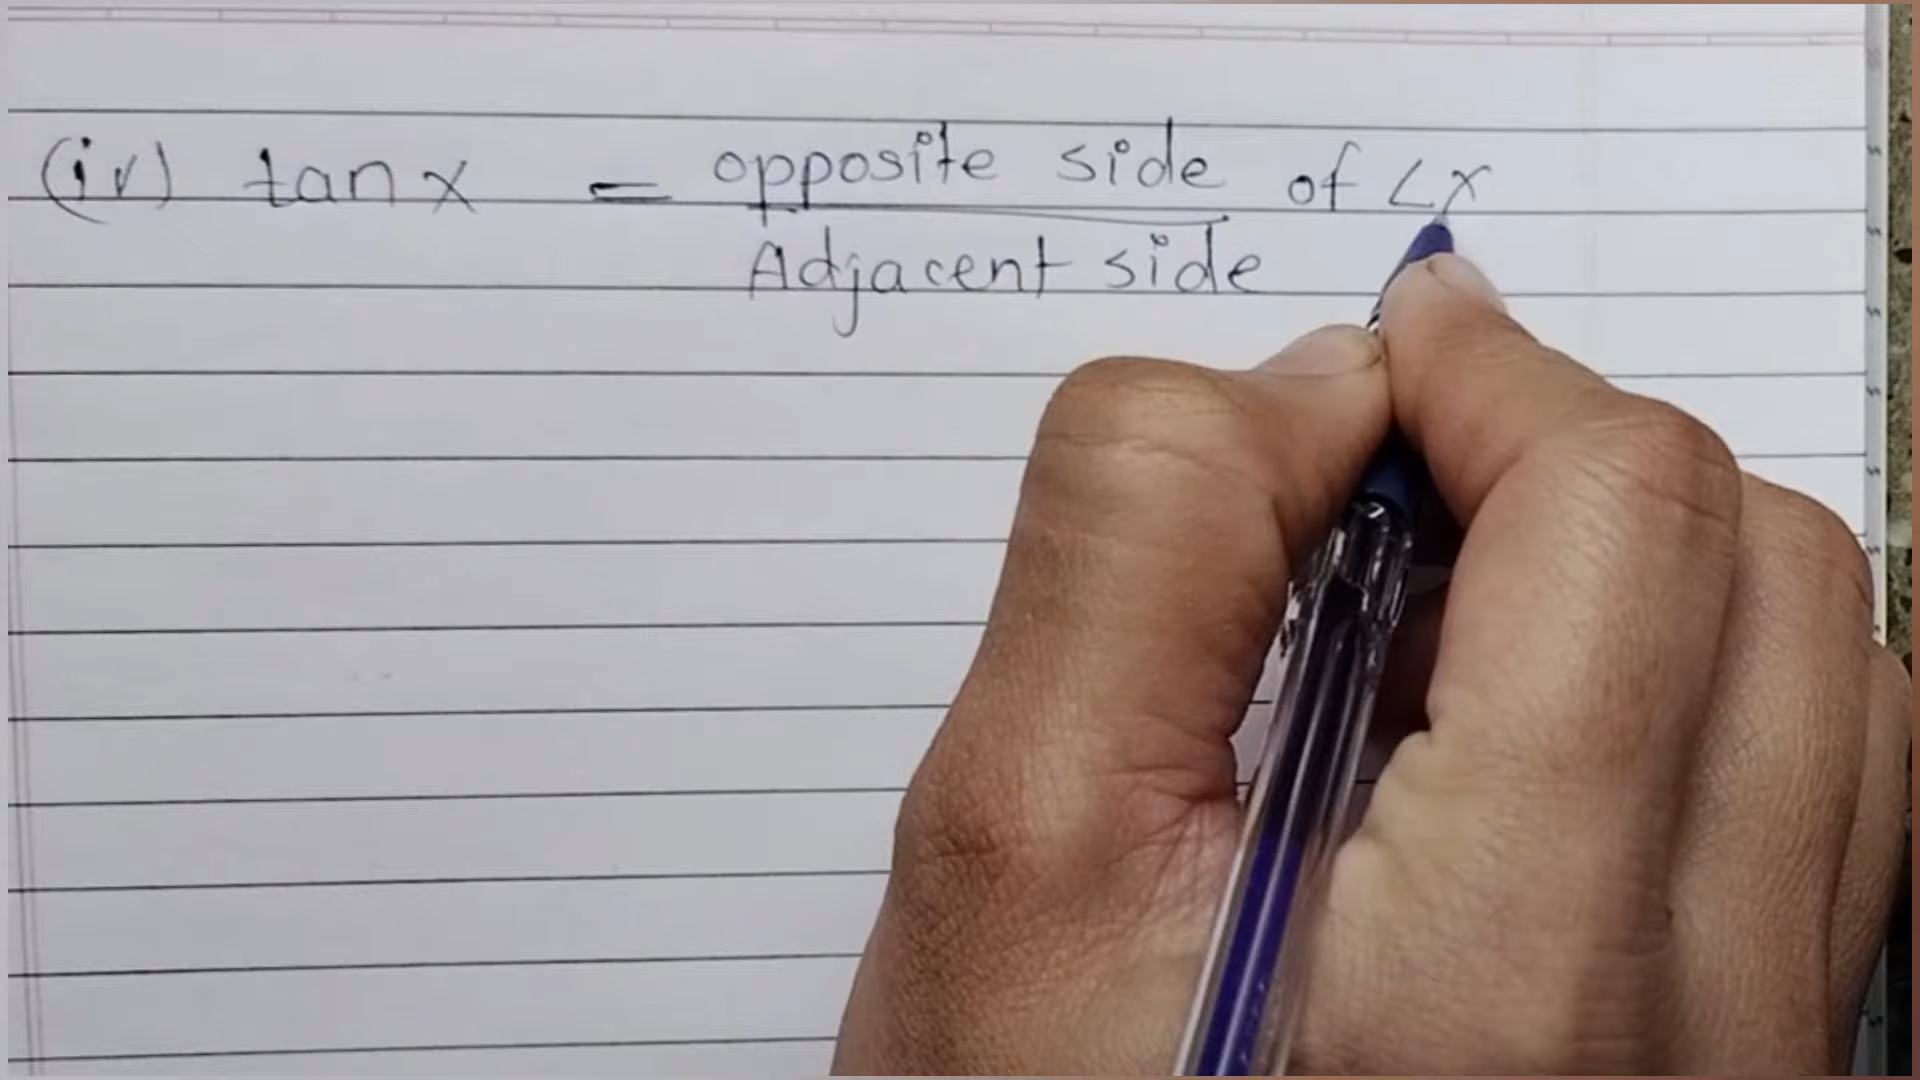 (iv) tan x = opposite side of ∠x
Adjacent side